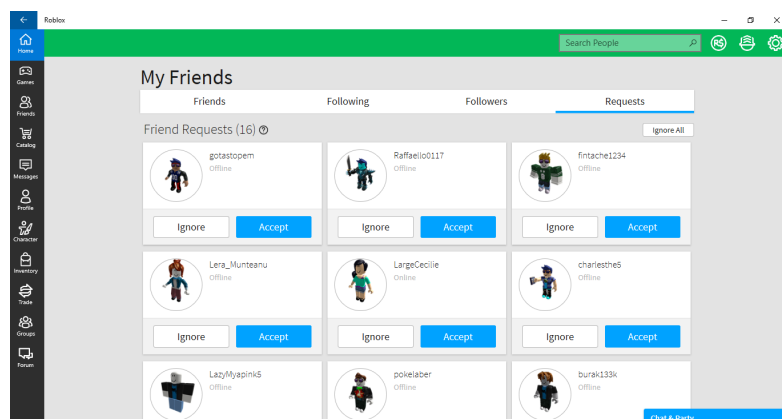 Roblox
Search People
R$
Home
Games
Friends
Catalog
Messages
Profile
Character
Inventory
Trade
Groups
Forum
My Friends
Friends Following Followers Requests
Friend Requests (16)
Ignore All
gotastopem Raffaello0117 fintache1234
Offline Offline Offline
Ignore Accept Ignore Accept Ignore Accept
Lera_Munteanu LargeCecilie charlesthe5
Offline Online Offline
Ignore Accept Ignore Accept Ignore Accept
LazyMyapink5 pokelaber burak133k
Offline Offline Offline
Chat & Party